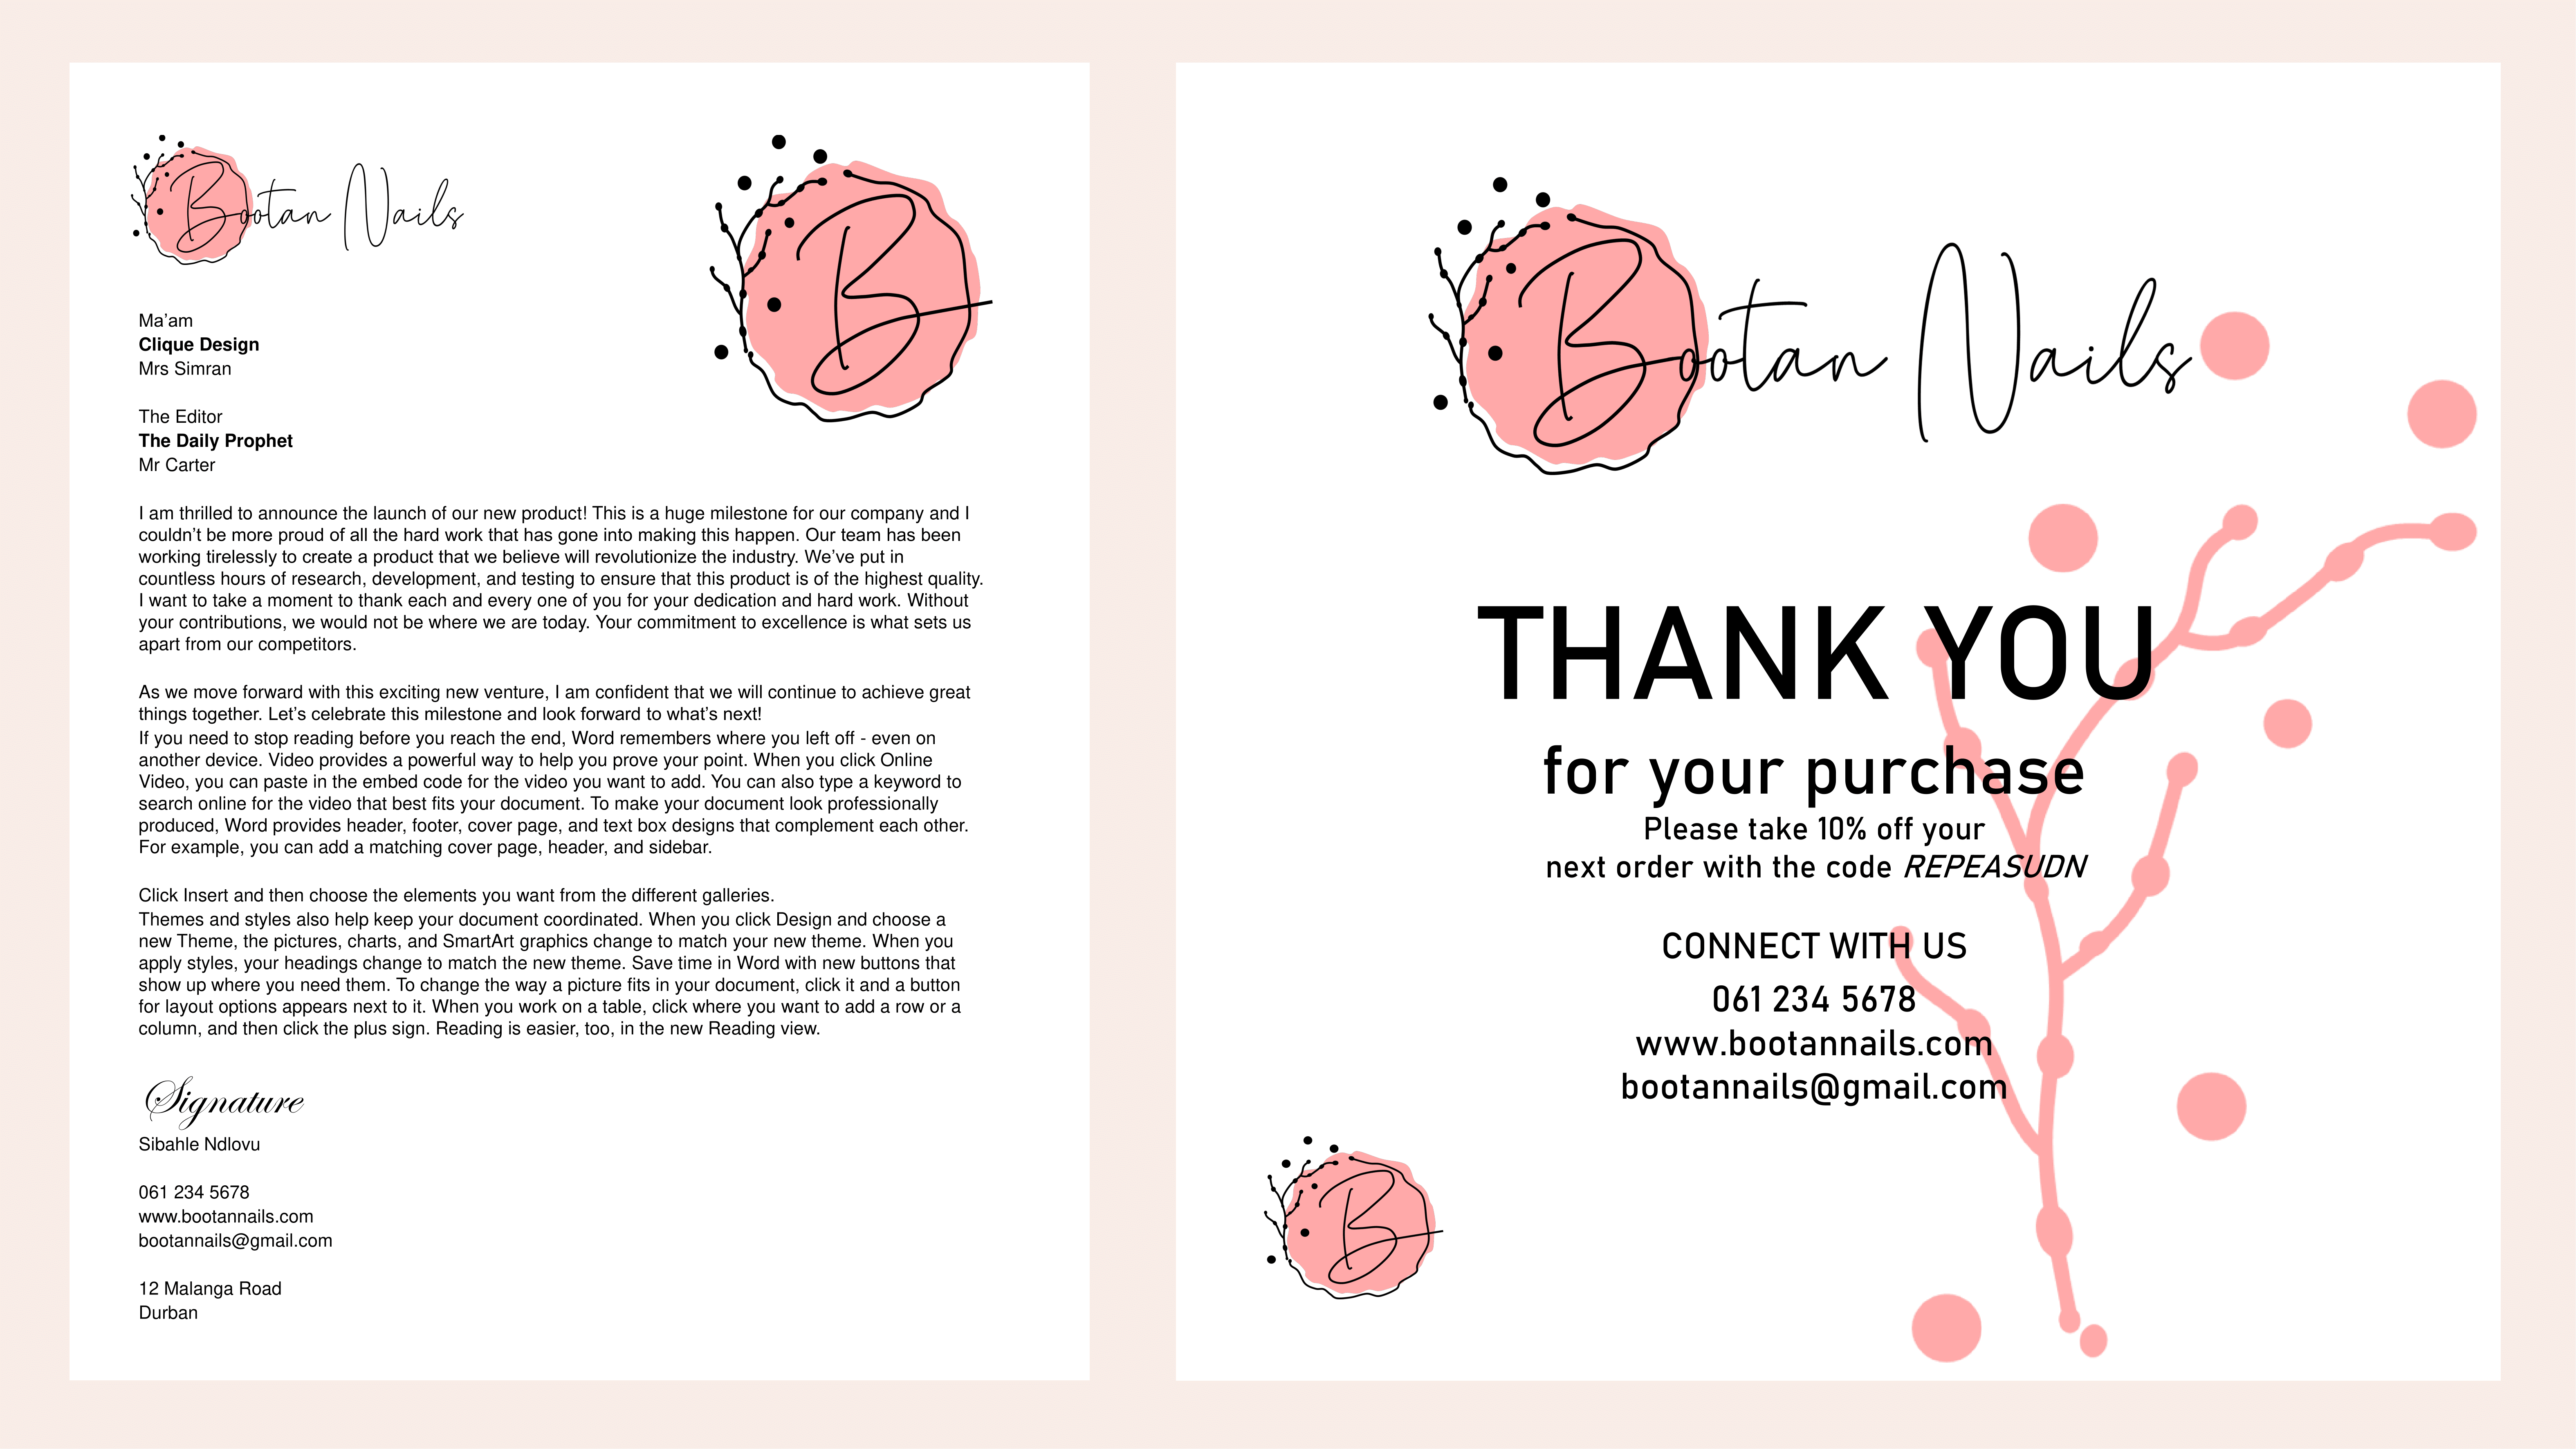 Bootan Nails
B
Ma’am
Clique Design
Mrs Simran
The Editor
The Daily Prophet
Mr Carter
I am thrilled to announce the launch of our new product! This is a huge milestone for our company and I
couldn’t be more proud of all the hard work that has gone into making this happen. Our team has been
working tirelessly to create a product that we believe will revolutionize the industry. We’ve put in
countless hours of research, development, and testing to ensure that this product is of the highest quality.
I want to take a moment to thank each and every one of you for your dedication and hard work. Without
your contributions, we would not be where we are today. Your commitment to excellence is what sets us
apart from our competitors.
As we move forward with this exciting new venture, I am confident that we will continue to achieve great
things together. Let’s celebrate this milestone and look forward to what’s next!
If you need to stop reading before you reach the end, Word remembers where you left off - even on
another device. Video provides a powerful way to help you prove your point. When you click Online
Video, you can paste in the embed code for the video you want to add. You can also type a keyword to
search online for the video that best fits your document. To make your document look professionally
produced, Word provides header, footer, cover page, and text box designs that complement each other.
For example, you can add a matching cover page, header, and sidebar.
Click Insert and then choose the elements you want from the different galleries.
Themes and styles also help keep your document coordinated. When you click Design and choose a
new Theme, the pictures, charts, and SmartArt graphics change to match your new theme. When you
apply styles, your headings change to match the new theme. Save time in Word with new buttons that
show up where you need them. To change the way a picture fits in your document, click it and a button
for layout options appears next to it. When you work on a table, click where you want to add a row or a
column, and then click the plus sign. Reading is easier, too, in the new Reading view.
Signature
Sibahle Ndlovu
061 234 5678
www.bootannails.com
bootannails@gmail.com
12 Malanga Road
Durban
Bootan Nails
THANK YOU
for your purchase
Please take 10% off your
next order with the code REPEASUDN
CONNECT WITH US
061 234 5678
www.bootannails.com
bootannails@gmail.com
B